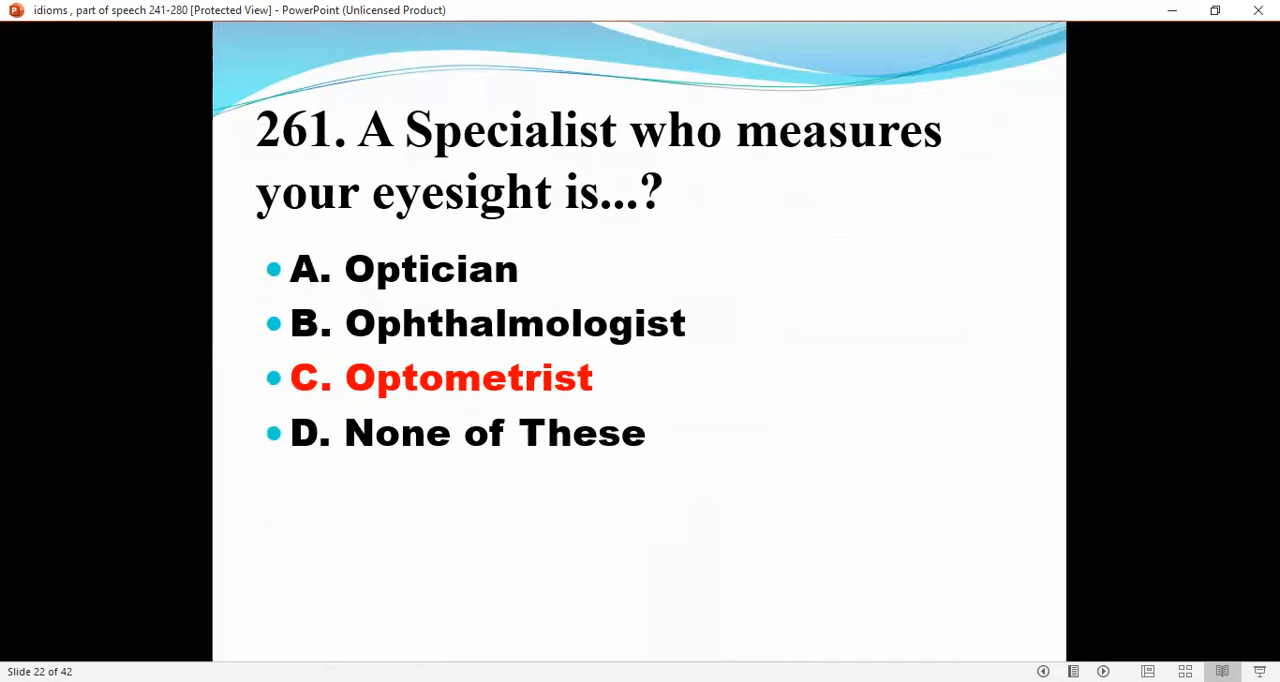 idioms , part of speech 241-280 [Protected View] - PowerPoint (Unlicensed Product)
261. A Specialist who measures
your eyesight is...?
A. Optician
B. Ophthalmologist
C. Optometrist
D. None of These
Slide 22 of 42